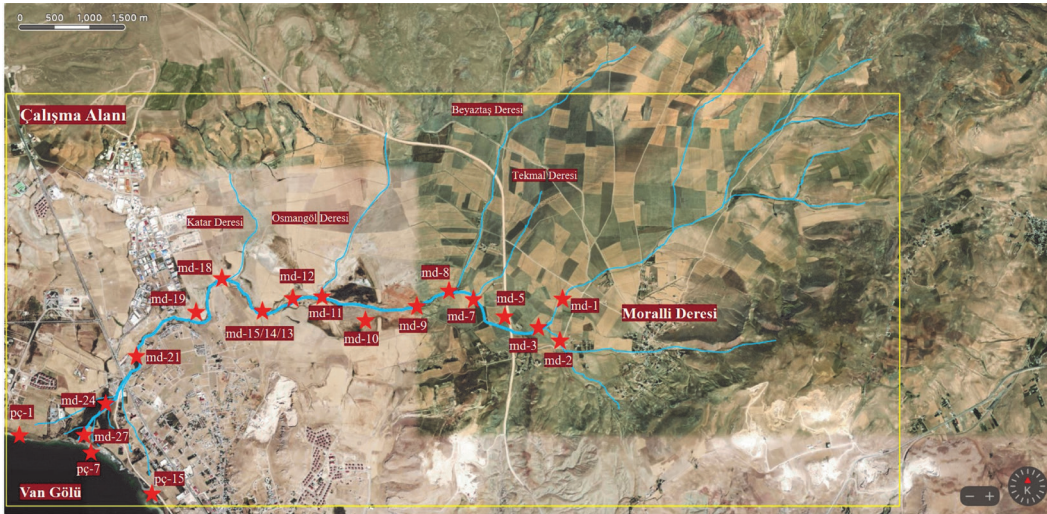 0 500 1,000 1,500 m
Çalışma Alanı
Beyaztaş Deresi
Tekmal Deresi
Katar Deresi
Osmangöl Deresi
md-18
md-12
md-8
md-19
md-11
md-7
md-5
md-1
md-15/14/13
md-10
md-9
md-3
Moralli Deresi
md-2
md-21
md-24
pç-1
md-27
pç-7
pç-15
Van Gölü
K